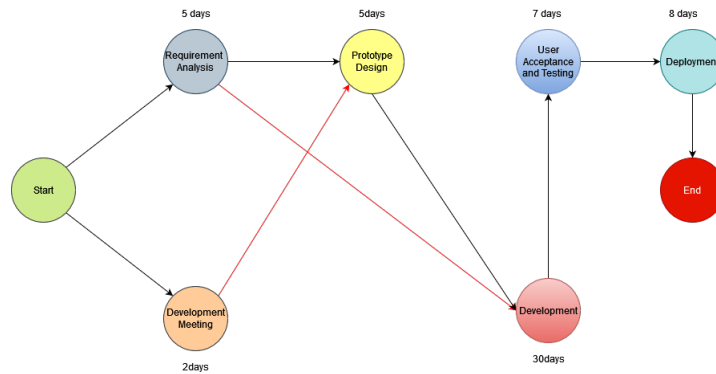 5 days
5days
7 days
8 days
Requirement
Analysis
Prototype
Design
User
Acceptance
and Testing
Deployment
Start
End
Development
Meeting
Development
2days
30days